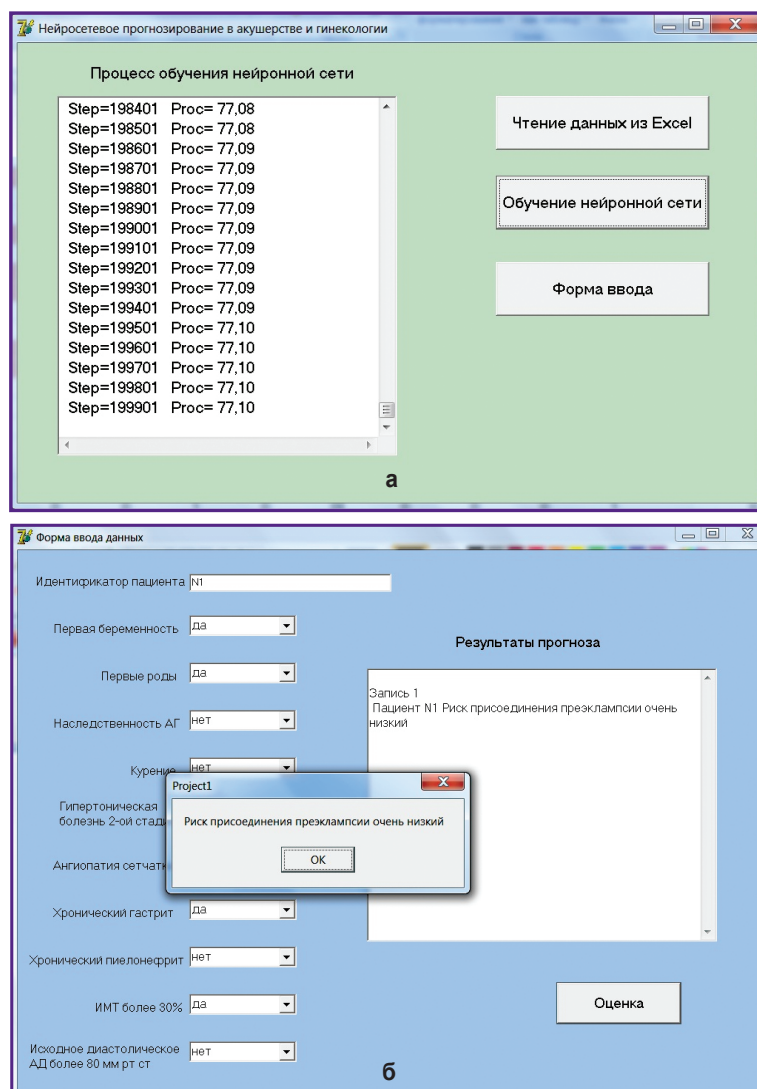 Нейросетевое прогнозирование в акушерстве и гинекологии
Процесс обучения нейронной сети
Step=198401 Proc= 77,08
Step=198501 Proc= 77,08
Step=198601 Proc= 77,09
Step=198701 Proc= 77,09
Step=198801 Proc= 77,09
Step=198901 Proc= 77,09
Step=199001 Proc= 77,09
Step=199101 Proc= 77,09
Step=199201 Proc= 77,09
Step=199301 Proc= 77,09
Step=199401 Proc= 77,09
Step=199501 Proc= 77,10
Step=199601 Proc= 77,10
Step=199701 Proc= 77,10
Step=199801 Proc= 77,10
Step=199901 Proc= 77,10
Чтение данных из Excel
Обучение нейронной сети
Форма ввода
а
Форма ввода данных
Идентификатор пациента N1
Первая беременность да
Первые роды да
Наследственность АГ нет
Курение нет
Гипертоническая
болезнь 2-ой стади
Ангиопатия сетчатк
Хронический гастрит да
Хронический пиелонефрит нет
ИМТ более 30% да
Исходное диастолическое
АД более 80 мм рт ст нет
Результаты прогноза
Запись 1
Пациент N1 Риск присоединения преэклампсии очень
низкий
Project1
Риск присоединения преэклампсии очень низкий
OK
Оценка
б